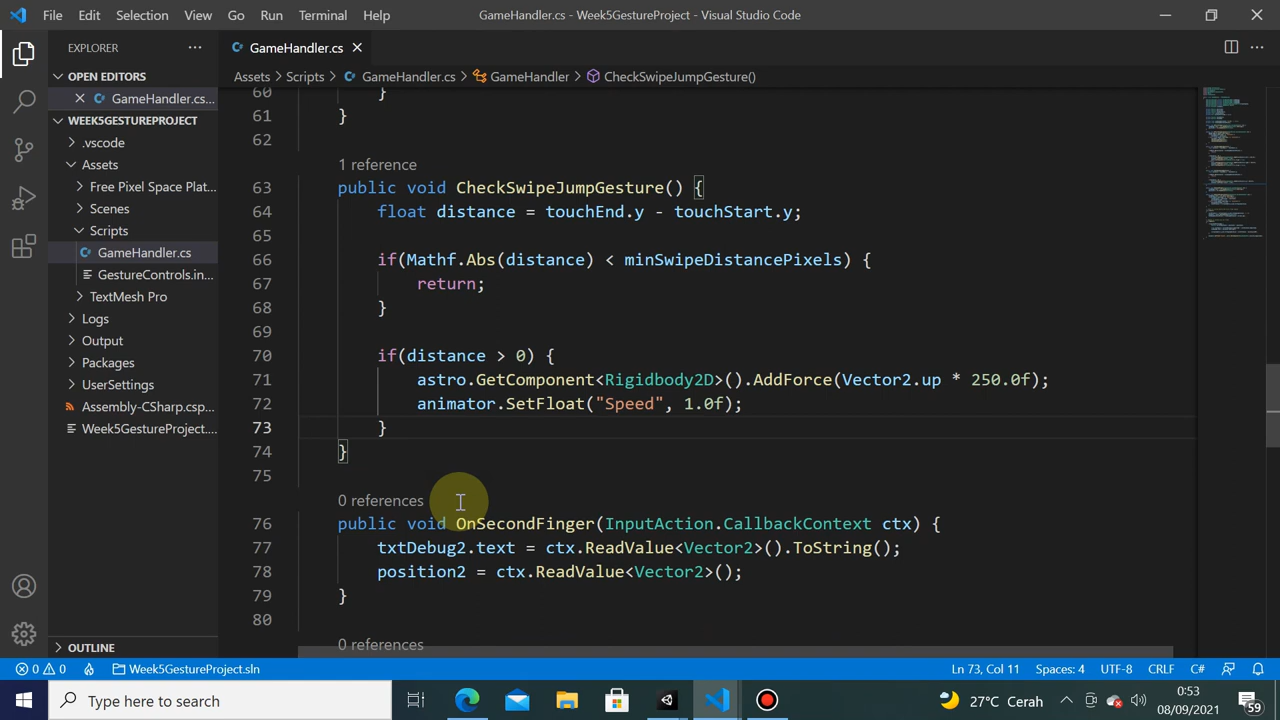 File Edit Selection View Go Run Terminal Help GameHandler.cs - Week5GestureProject - Visual Studio Code
EXPLORER
OPEN EDITORS
GameHandler.cs...
WEEK5GESTUREPROJECT
.vscode
Assets
Free Pixel Space Plat...
Scenes
Scripts
GameHandler.cs
GestureControls.in...
TextMesh Pro
Logs
Output
Packages
UserSettings
Assembly-CSharp.csp...
Week5GestureProject....
OUTLINE
GameHandler.cs
Assets > Scripts > GameHandler.cs > GameHandler > CheckSwipeJumpGesture()
60 }
61 }
62
1 reference
63 public void CheckSwipeJumpGesture() {
64 float distance = touchEnd.y - touchStart.y;
65
66 if(Mathf.Abs(distance) < minSwipeDistancePixels) {
67 return;
68 }
69
70 if(distance > 0) {
71 astro.GetComponent<Rigidbody2D>().AddForce(Vector2.up * 250.0f);
72 animator.SetFloat("Speed", 1.0f);
73 }
74 }
75
0 references
76 public void OnSecondFinger(InputAction.CallbackContext ctx) {
77 txtDebug2.text = ctx.ReadValue<Vector2>().ToString();
78 position2 = ctx.ReadValue<Vector2>();
79 }
80
0 references
0 0 Week5GestureProject.sln Ln 73, Col 11 Spaces: 4 UTF-8 CRLF C#
Type here to search 27°C Cerah 0:53
08/09/2021
59